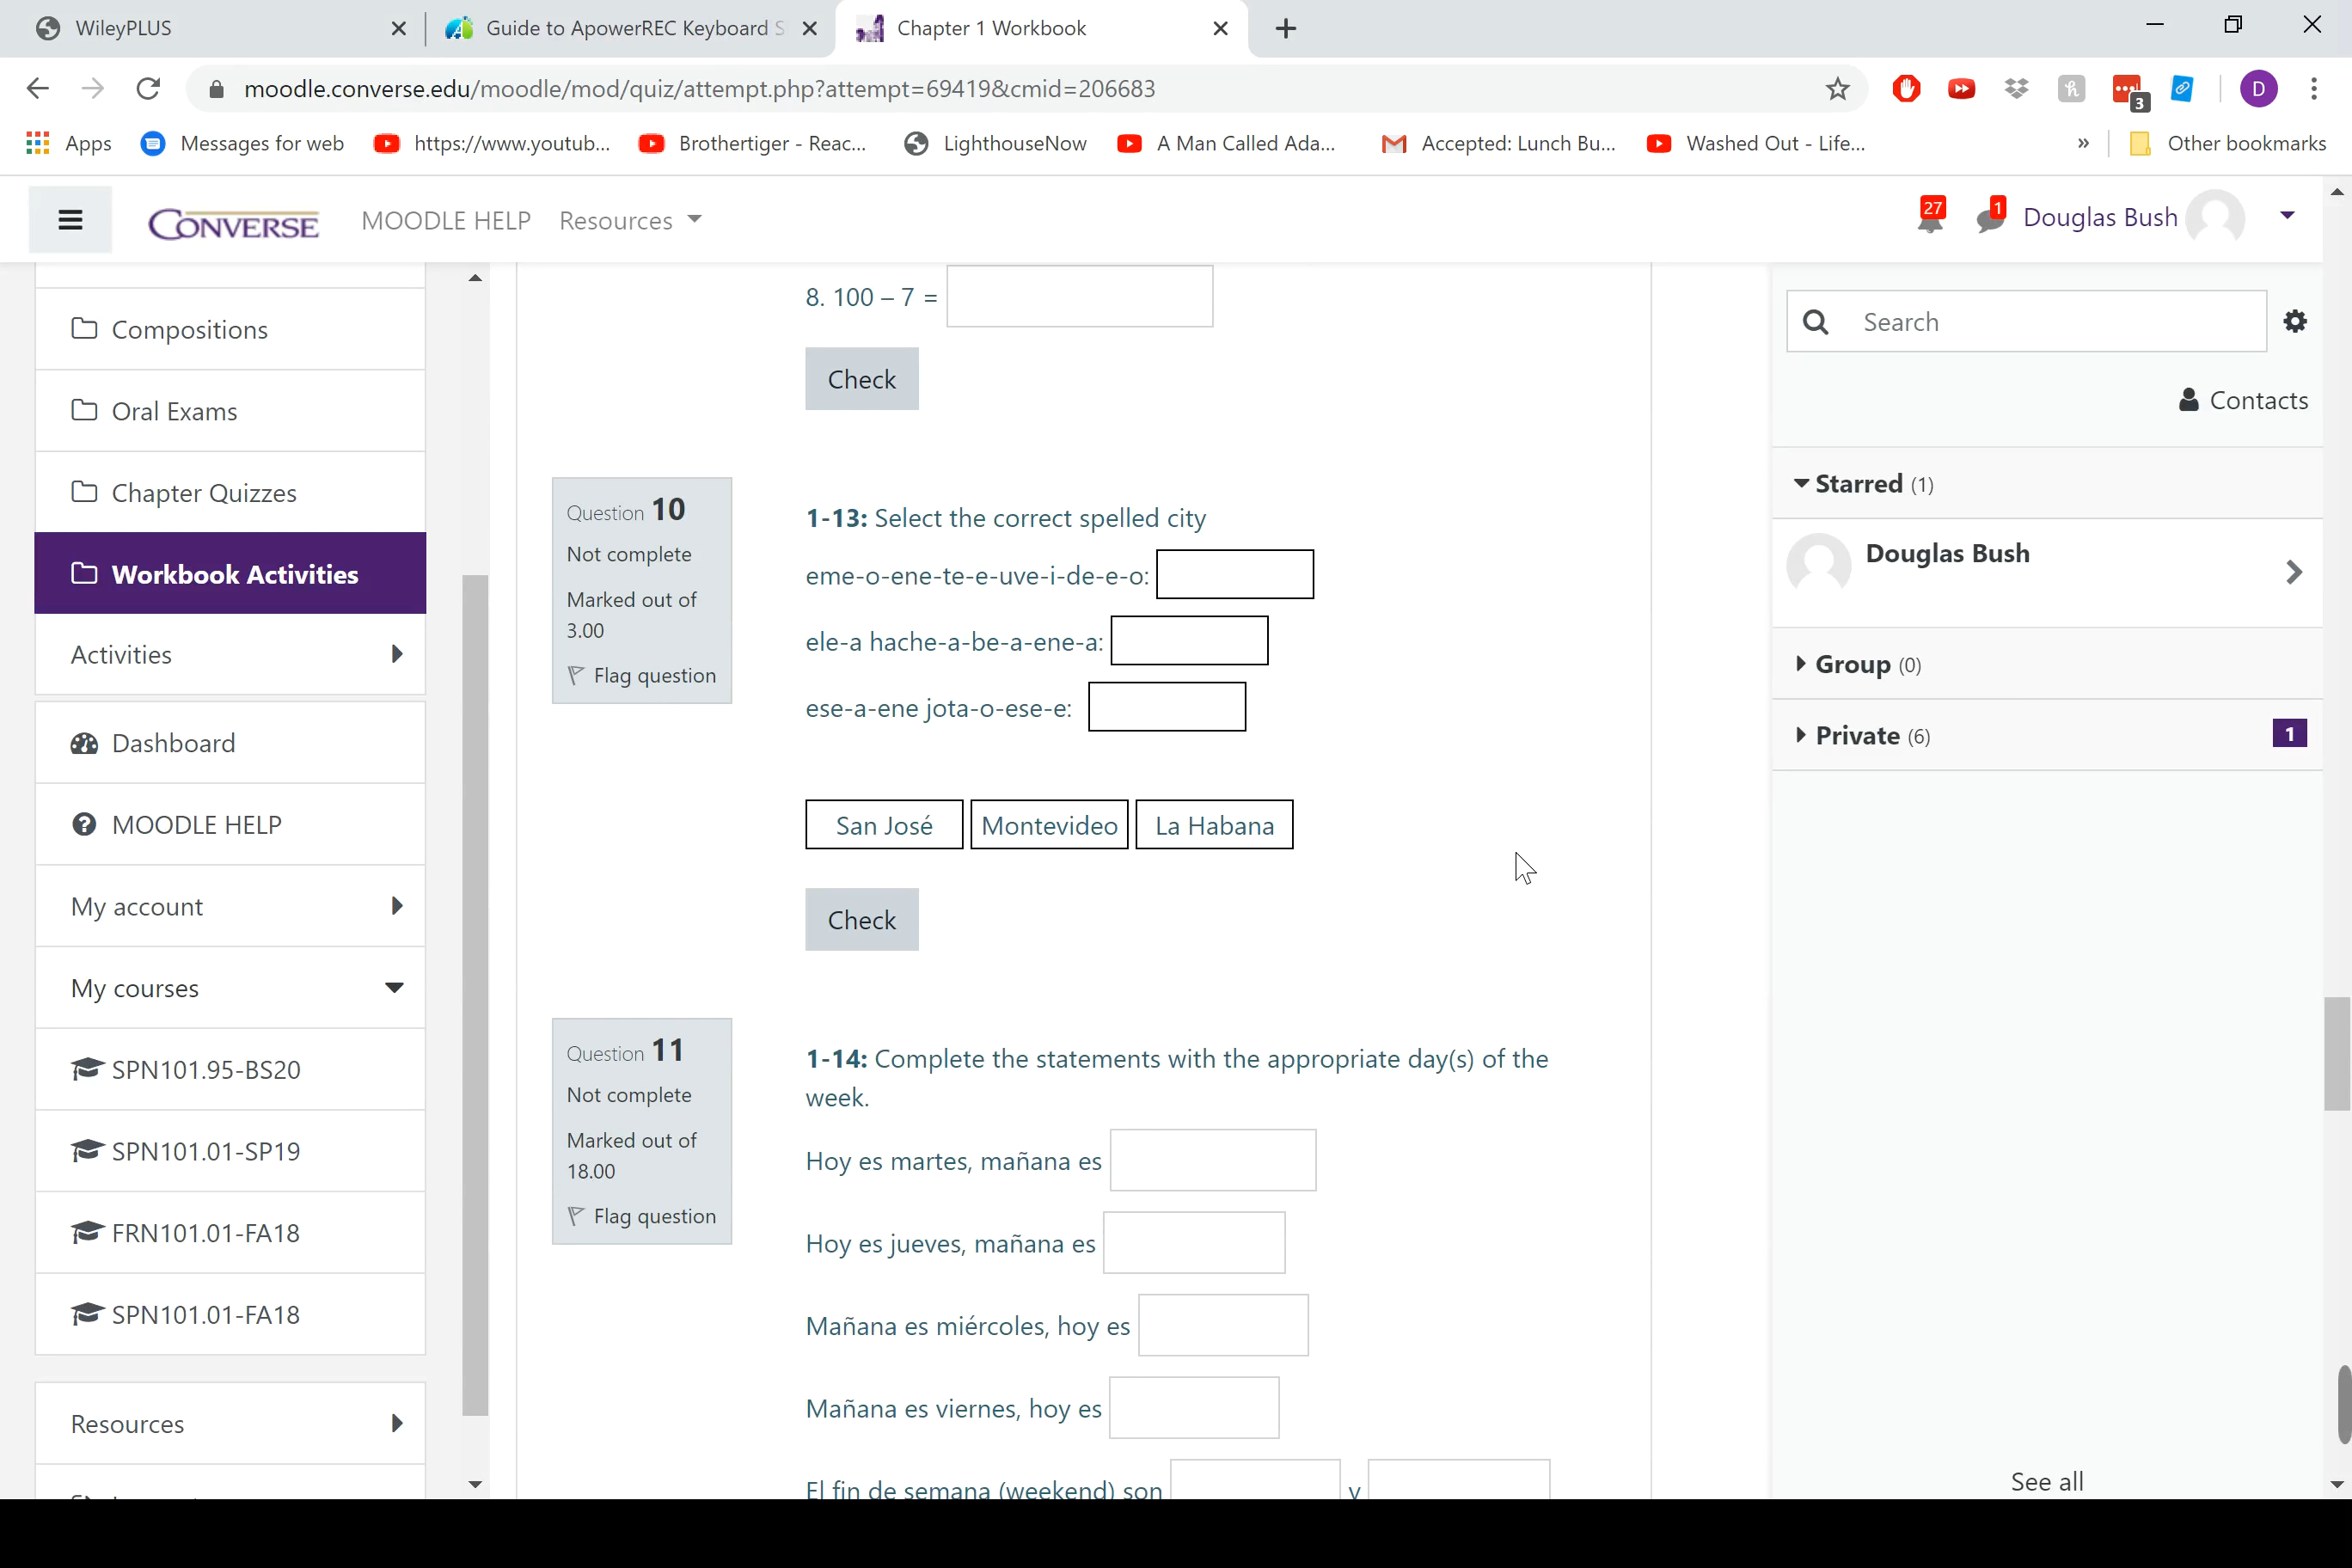 WileyPLUS
Guide to ApowerREC Keyboard S
Chapter 1 Workbook
moodle.converse.edu/moodle/mod/quiz/attempt.php?attempt=69419&cmid=206683
3
D
Apps
Messages for web
https://www.youtub...
Brothertiger - Reac...
LighthouseNow
A Man Called Ada...
Accepted: Lunch Bu...
Washed Out - Life...
»
Other bookmarks
CONVERSE
MOODLE HELP
Resources
27
1
Douglas Bush
Compositions
Oral Exams
Chapter Quizzes
Workbook Activities
Activities
Dashboard
MOODLE HELP
My account
My courses
SPN101.95-BS20
SPN101.01-SP19
FRN101.01-FA18
SPN101.01-FA18
Resources
8. 100 – 7 =
Check
Question 10
Not complete
Marked out of
3.00
Flag question
1-13: Select the correct spelled city
eme-o-ene-te-e-uve-i-de-e-o:
ele-a hache-a-be-a-ene-a:
ese-a-ene jota-o-ese-e:
San José
Montevideo
La Habana
Check
Question 11
Not complete
Marked out of
18.00
Flag question
1-14: Complete the statements with the appropriate day(s) of the
week.
Hoy es martes, mañana es
Hoy es jueves, mañana es
Mañana es miércoles, hoy es
Mañana es viernes, hoy es
El fin de semana (weekend) son y
Search
Contacts
Starred (1)
Douglas Bush
Group (0)
Private (6)
1
See all